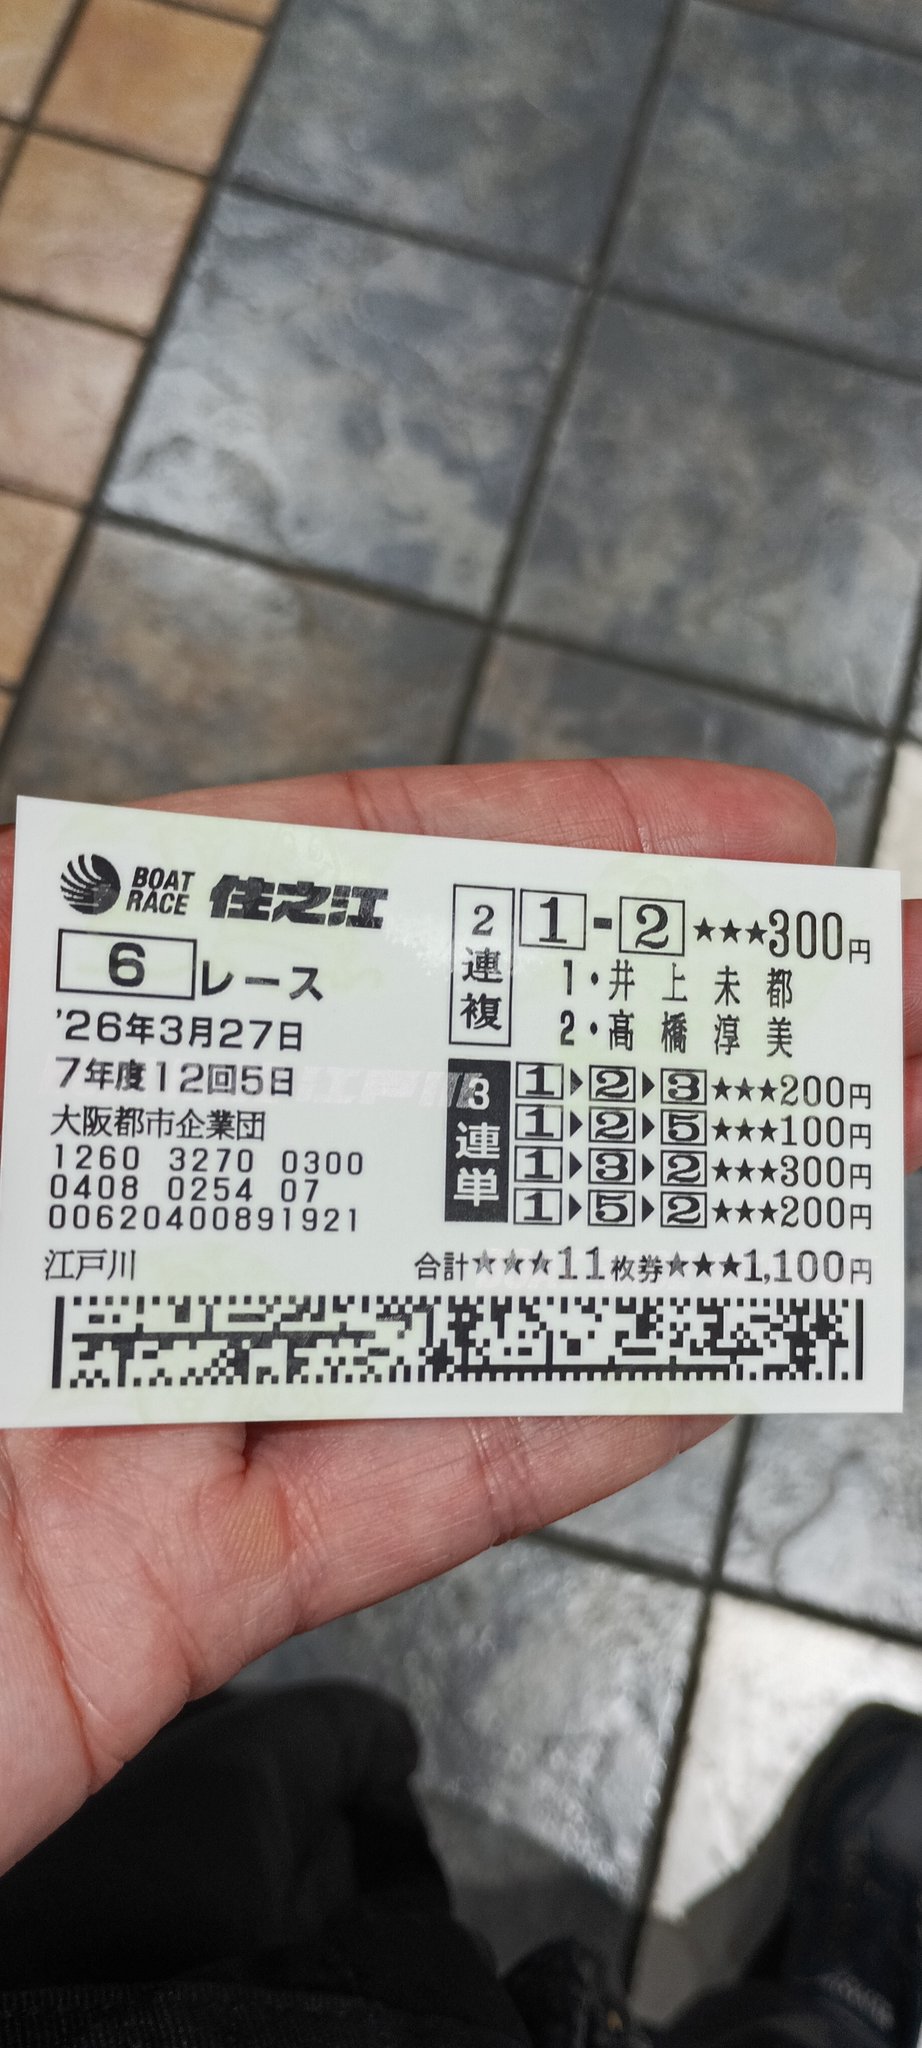 BOAT RACE 住之江
6レース
'26年3月27日
7年度12回5日
大阪都市企業団
1260 3270 0300
0408 0254 07
00620400891921
江戸川
2連複
1-2★★★300円
1・井上未都
2・髙橋淳美
3連単
1▶2▶3★★★200円
1▶2▶5★★★100円
1▶3▶2★★★300円
1▶5▶2★★★200円
合計★★★11枚券★★★1,100円